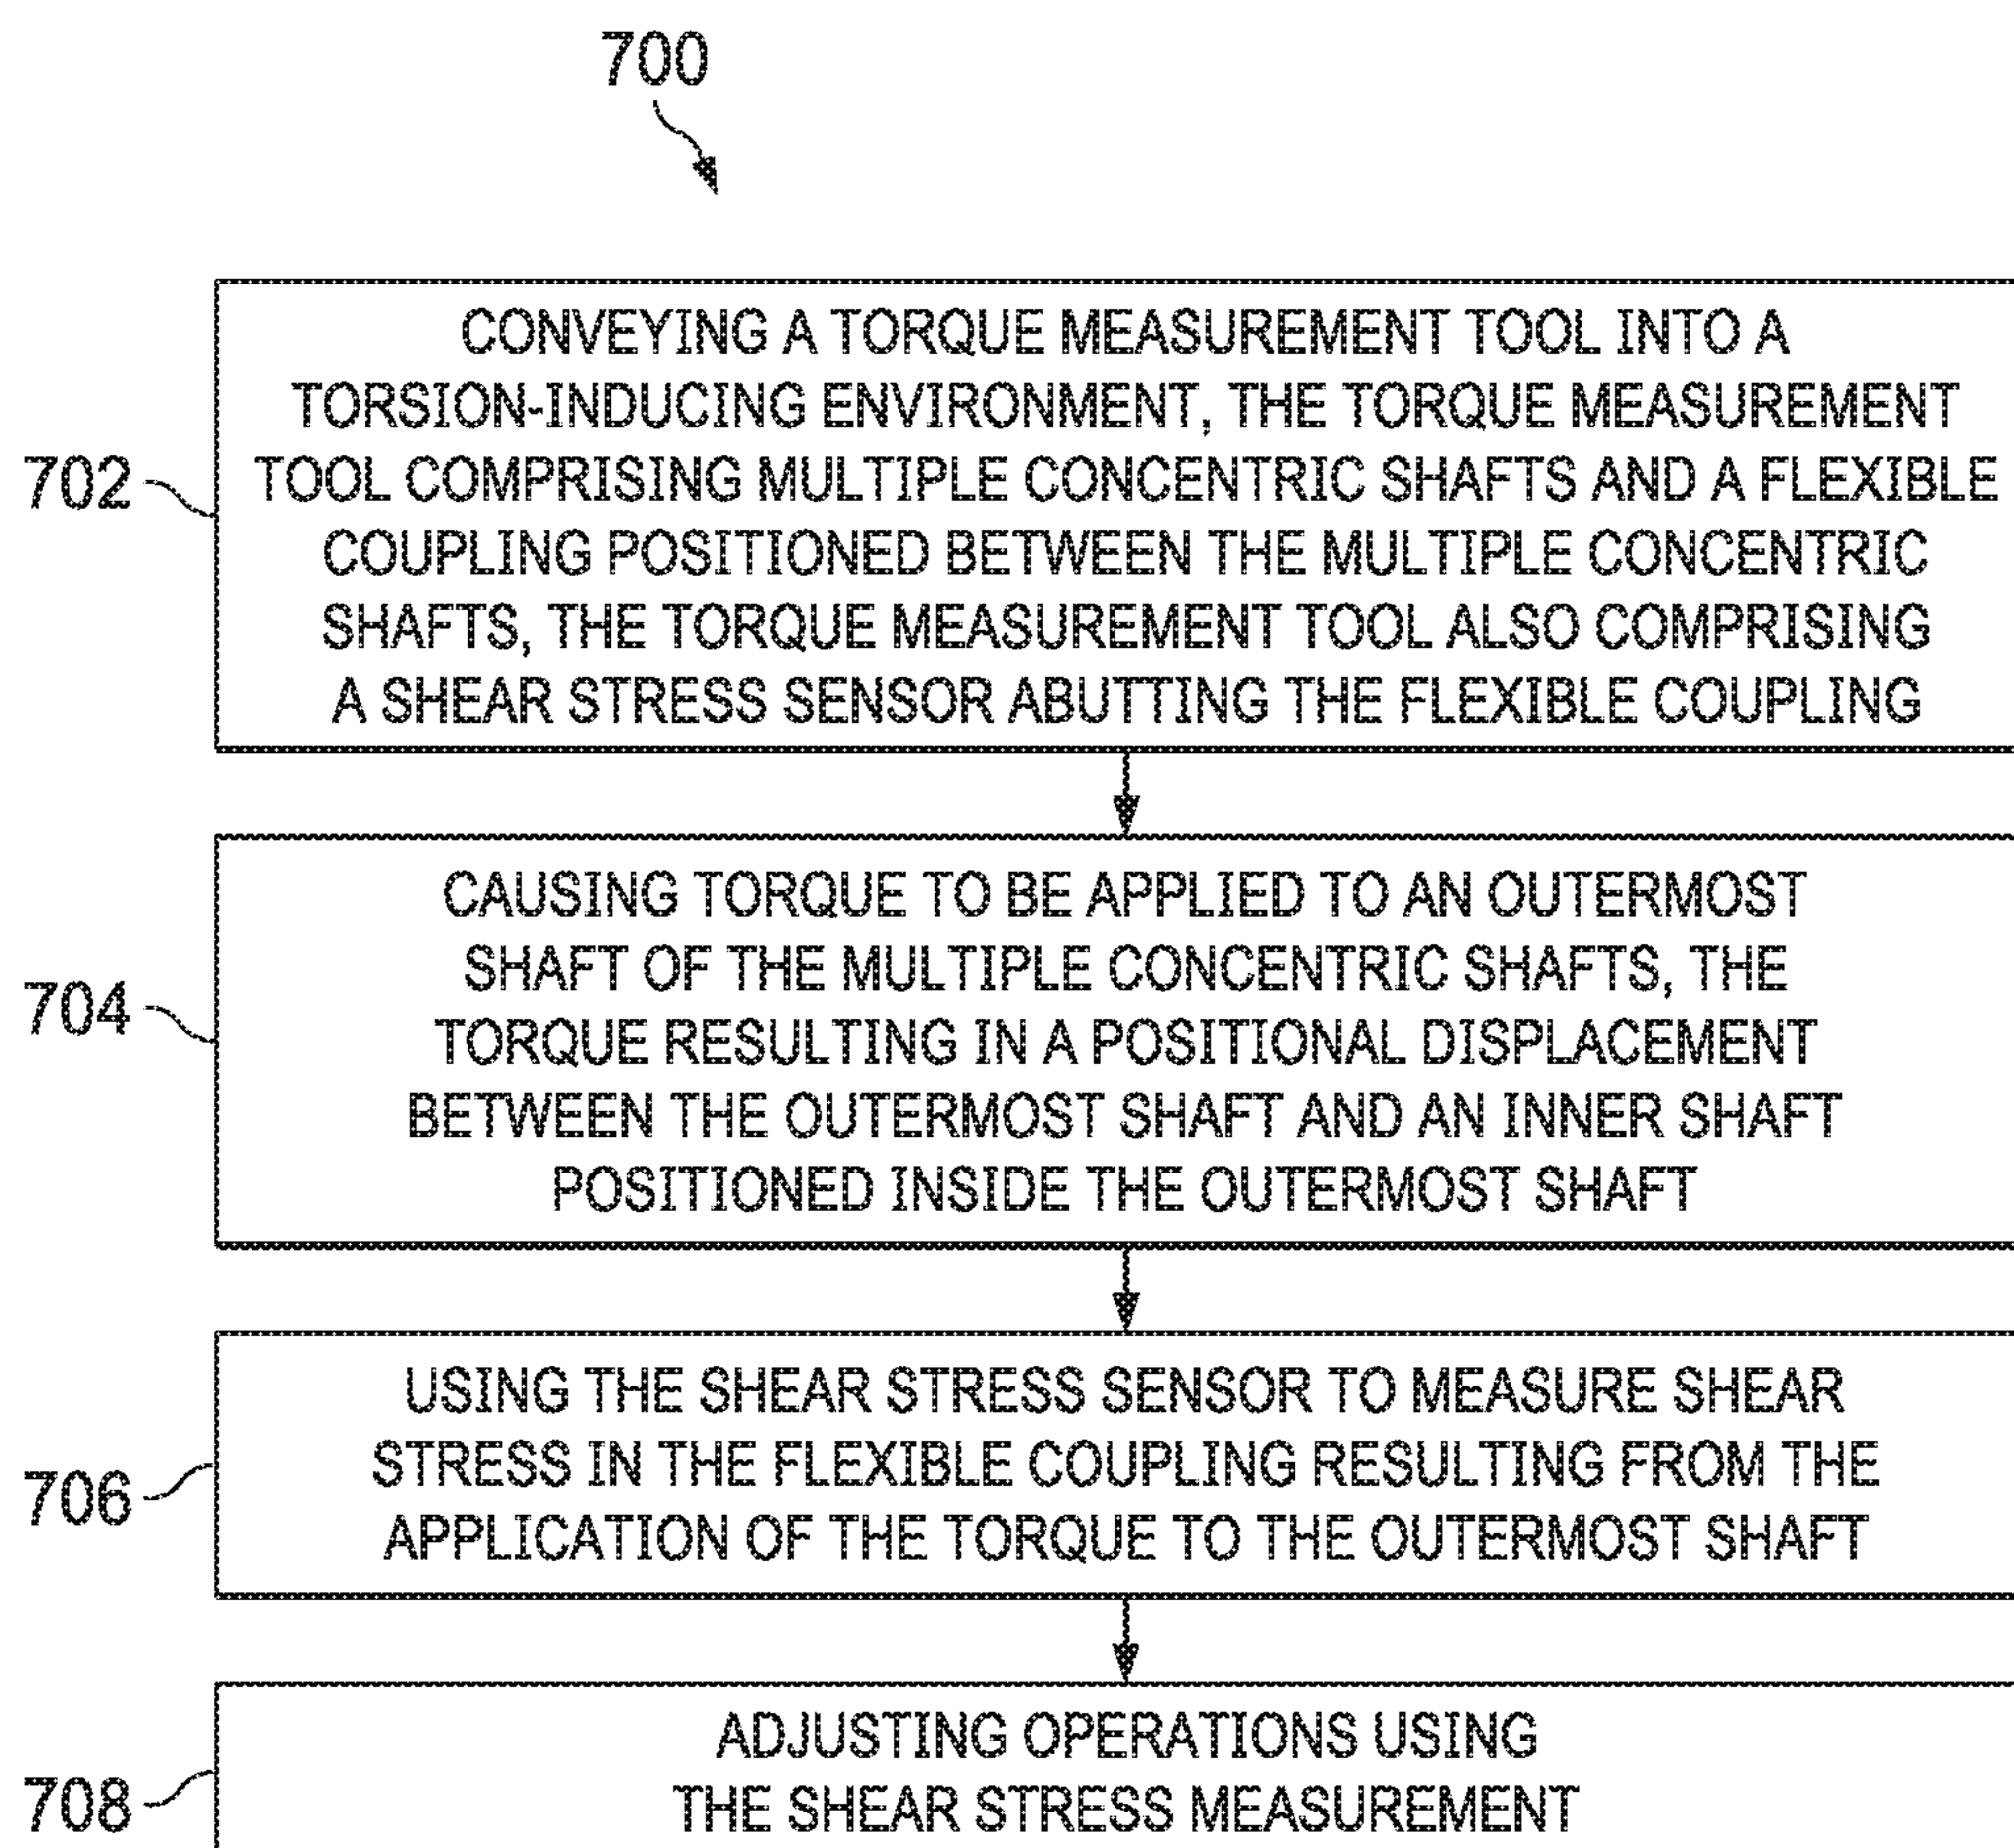 700
702
CONVEYING A TORQUE MEASUREMENT TOOL INTO A
TORSION-INDUCING ENVIRONMENT, THE TORQUE MEASUREMENT
TOOL COMPRISING MULTIPLE CONCENTRIC SHAFTS AND A FLEXIBLE
COUPLING POSITIONED BETWEEN THE MULTIPLE CONCENTRIC
SHAFTS, THE TORQUE MEASUREMENT TOOL ALSO COMPRISING
A SHEAR STRESS SENSOR ABUTTING THE FLEXIBLE COUPLING
704
CAUSING TORQUE TO BE APPLIED TO AN OUTERMOST
SHAFT OF THE MULTIPLE CONCENTRIC SHAFTS, THE
TORQUE RESULTING IN A POSITIONAL DISPLACEMENT
BETWEEN THE OUTERMOST SHAFT AND AN INNER SHAFT
POSITIONED INSIDE THE OUTERMOST SHAFT
706
USING THE SHEAR STRESS SENSOR TO MEASURE SHEAR
STRESS IN THE FLEXIBLE COUPLING RESULTING FROM THE
APPLICATION OF THE TORQUE TO THE OUTERMOST SHAFT
708
ADJUSTING OPERATIONS USING
THE SHEAR STRESS MEASUREMENT